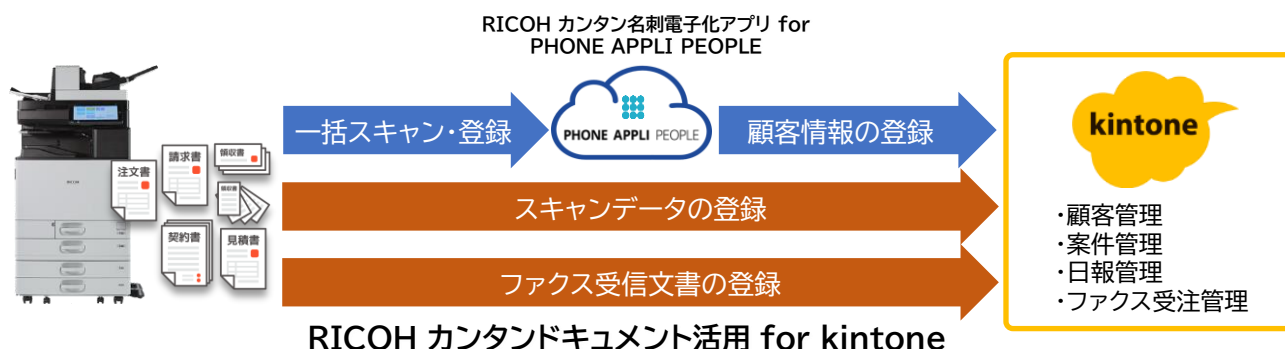 RICOH カンタン名刺電子化アプリ for
PHONE APPLI PEOPLE
一括スキャン・登録
PHONE APPLI PEOPLE
顧客情報の登録
kintone
注文書
請求書
領収書
領収書
契約書
見積書
RICOH
スキャンデータの登録
ファクス受信文書の登録
・顧客管理
・案件管理
・日報管理
・ファクス受注管理
RICOH カンタンドキュメント活用 for kintone